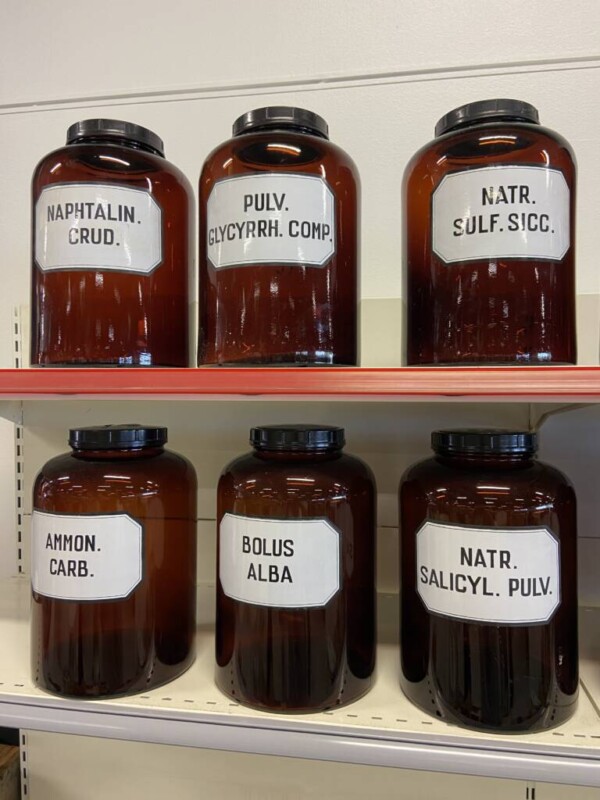 NAPHTALIN.
CRUD.
PULV.
GLYCYRRH. COMP.
NATR.
SULF. SICC.
AMMON.
CARB.
BOLUS
ALBA
NATR.
SALICYL. PULV.